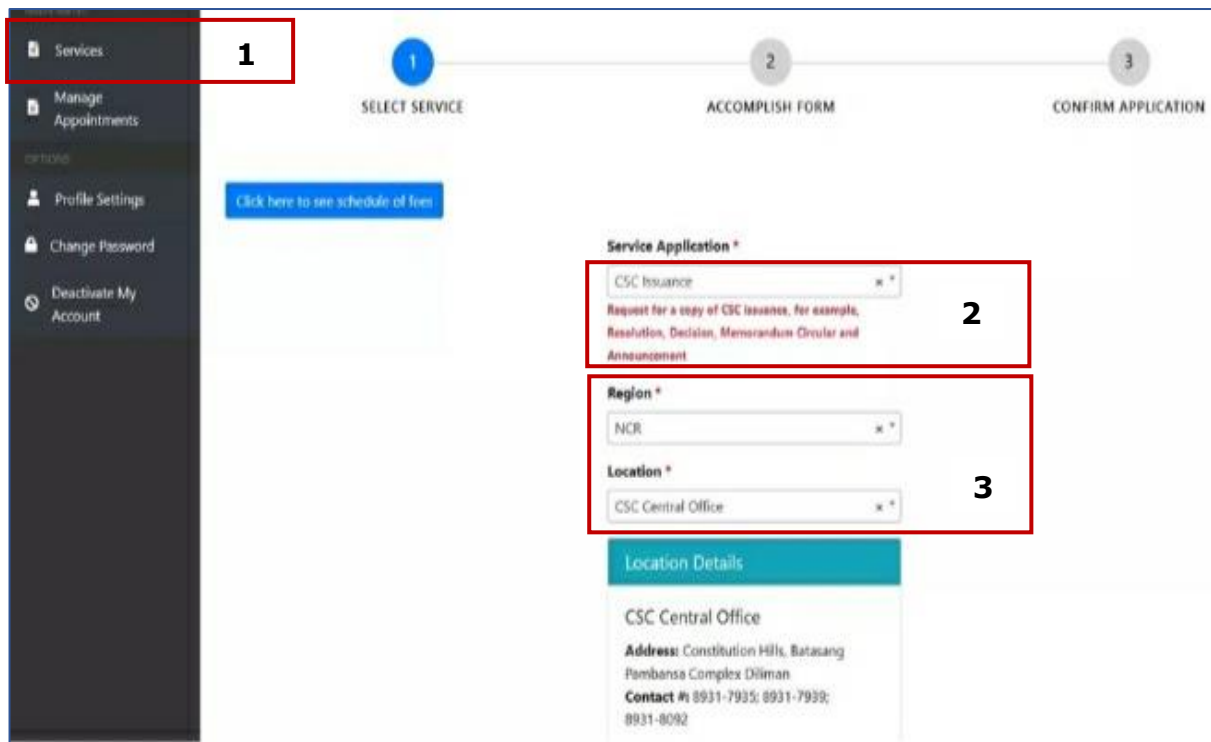 Services
1
Manage
Appointments
OPTIONS
Profile Settings
Change Password
Deactivate My
Account
1
SELECT SERVICE
2
ACCOMPLISH FORM
3
CONFIRM APPLICATION
Click here to see schedule of fees
Service Application *
CSC Issuance
Request for a copy of CSC issuance, for example,
Resolution, Decision, Memorandum Circular and
Announcement
2
Region *
NCR
Location *
CSC Central Office
3
Location Details
CSC Central Office
Address: Constitution Hills, Batasang
Pambansa Complex Diliman
Contact #: 8931-7935; 8931-7939;
8931-8092